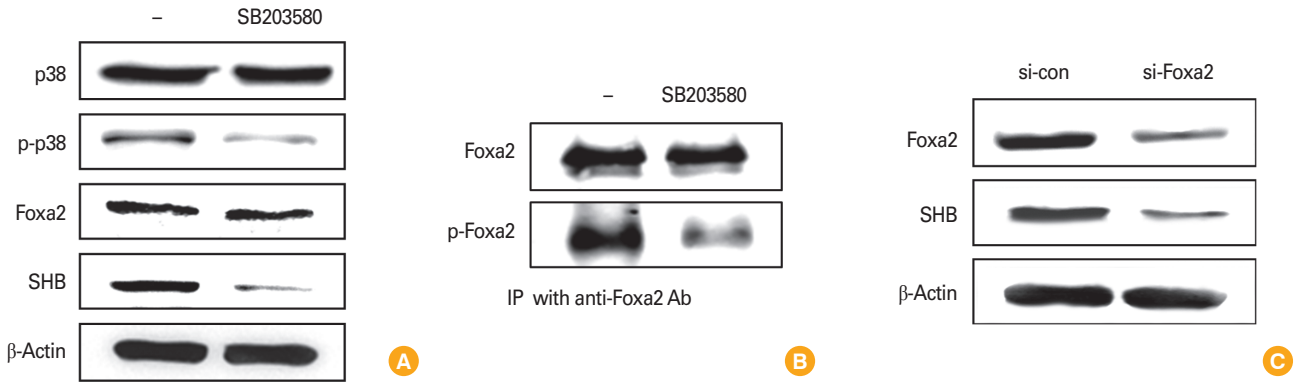 – SB203580
p38
p-p38
Foxa2
SHB
β-Actin
A
– SB203580
Foxa2
p-Foxa2
IP with anti-Foxa2 Ab
B
si-con si-Foxa2
Foxa2
SHB
β-Actin
C